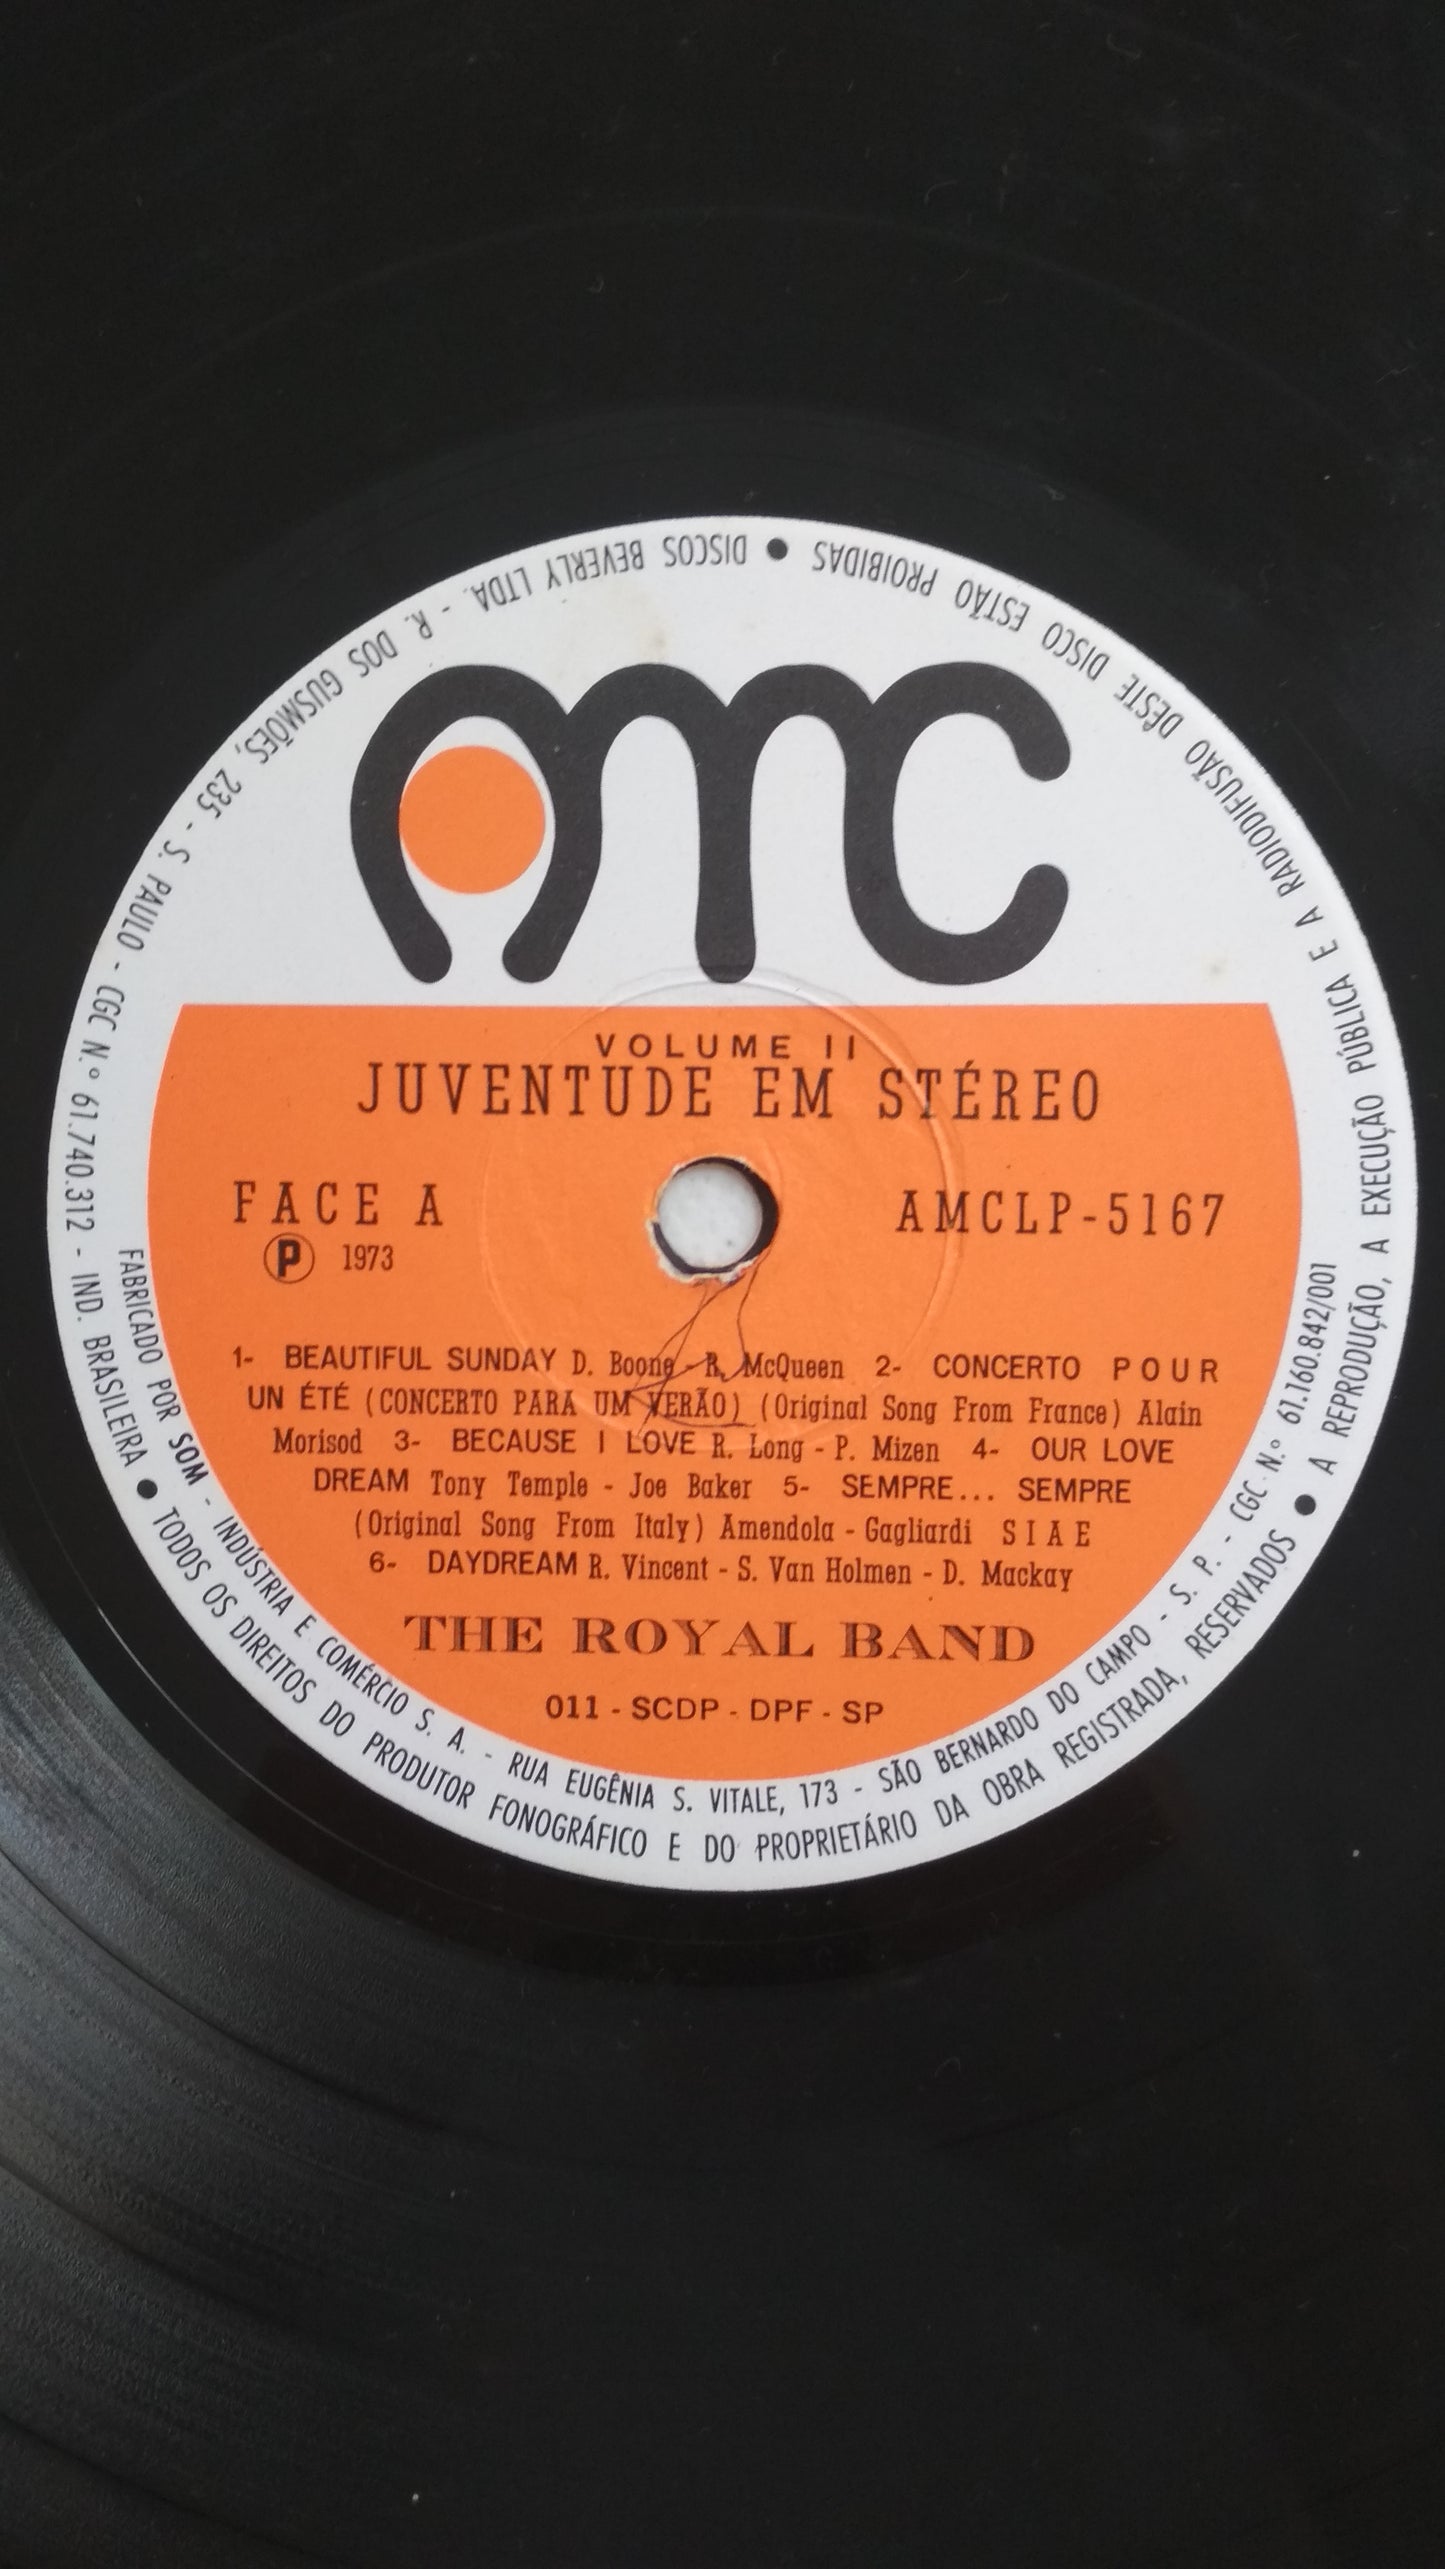 AMC
VOLUME II
JUVENTUDE EM STÉREO
FACE A
AMCLP-5167
P 1973
1- BEAUTIFUL SUNDAY D. Boone - R. McQueen 2- CONCERTO POUR
UN ÉTÉ (CONCERTO PARA UM VERÃO) (Original Song From France) Alain
Morisod 3- BECAUSE I LOVE R. Long - P. Mizen 4- OUR LOVE
DREAM Tony Temple - Joe Baker 5- SEMPRE... SEMPRE
(Original Song From Italy) Amendola - Gagliardi SIAE
6- DAYDREAM R. Vincent - S. Van Holmen - D. Mackay
THE ROYAL BAND
011 - SCDP - DPF - SP
FABRICADO POR SOM - INDÚSTRIA E COMÉRCIO S. A. - RUA EUGÊNIA S. VITALE, 173 - SÃO BERNARDO DO CAMPO - S. P. - CGC. N.º 61.160.842/001
DISCOS BEVERLY LTDA. - R. DOS GUSMÕES, 235 - S. PAULO - CGC N.º 61.740.312 - IND. BRASILEIRA ● TODOS OS DIREITOS DO PRODUTOR FONOGRÁFICO E DO PROPRIETÁRIO DA OBRA REGISTRADA, RESERVADOS ● A REPRODUÇÃO, A EXECUÇÃO PÚBLICA E A RADIODIFUSÃO DÊSTE DISCO ESTÃO PROIBIDAS ●